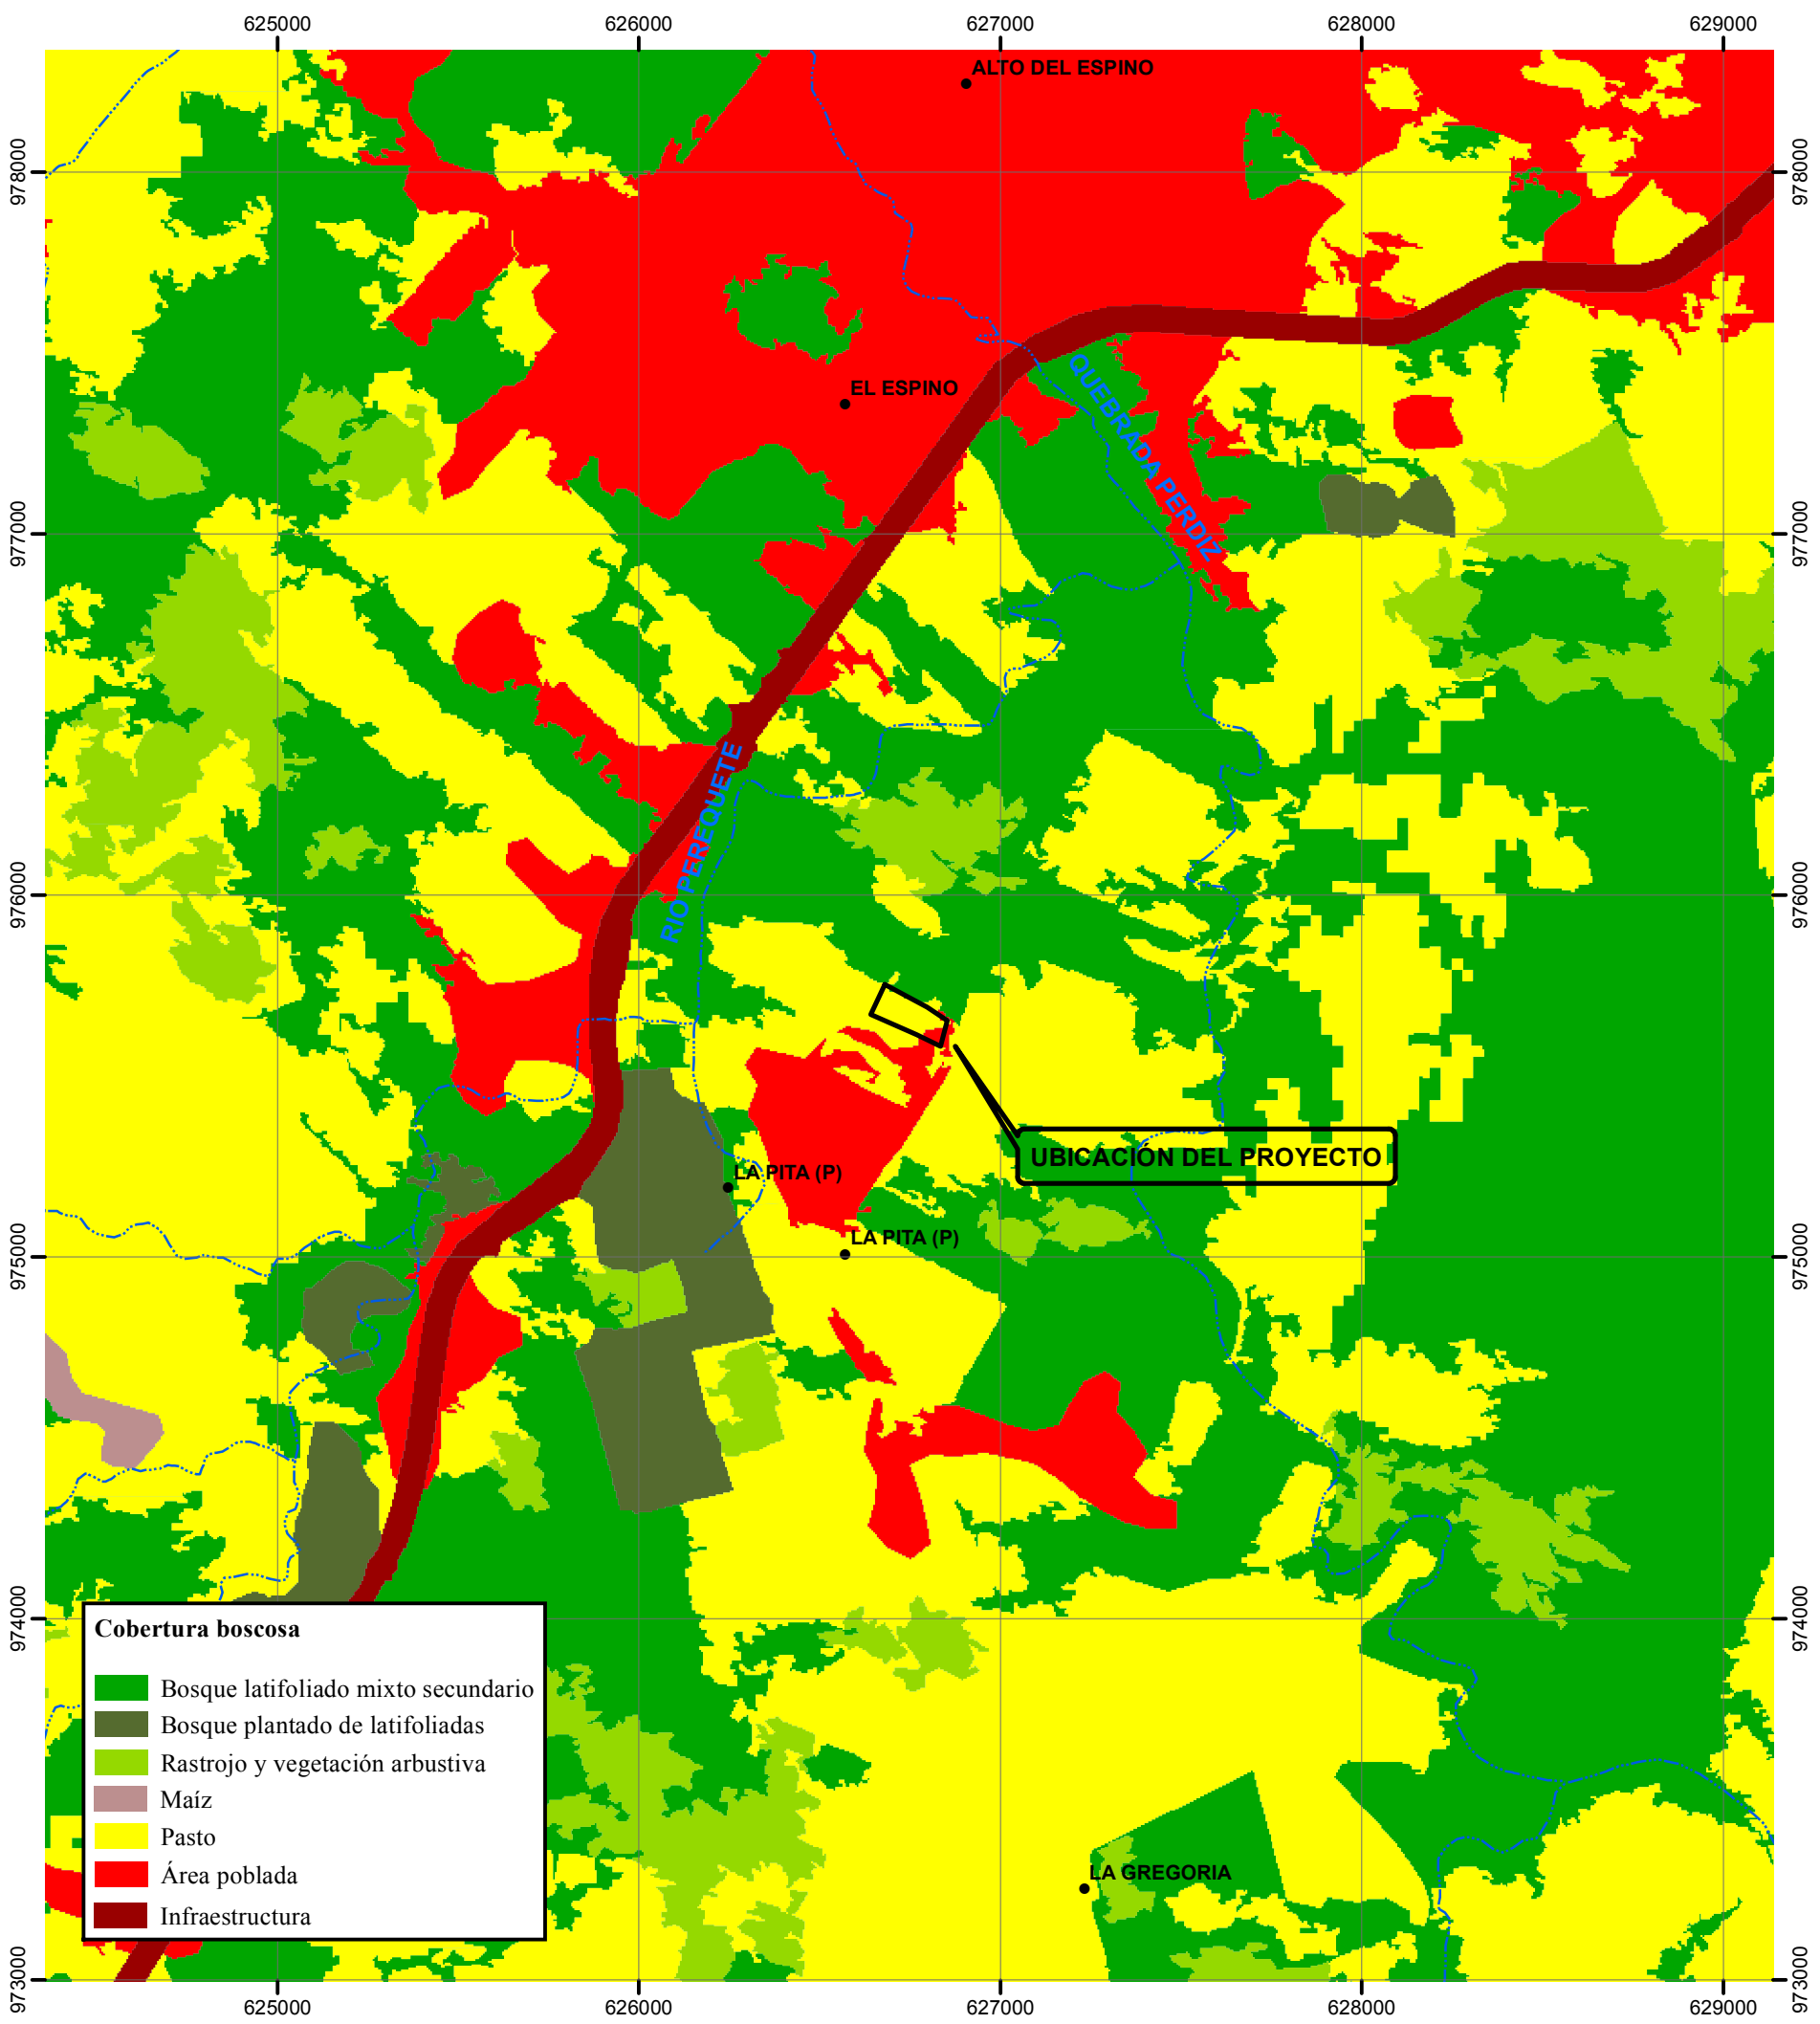 625000 626000 627000 628000 629000
ALTO DEL ESPINO
978000 978000
EL ESPINO
QUEBRADA PERDIZ
977000 977000
RIO PEREQUETE
976000 976000
UBICACIÓN DEL PROYECTO
LA PITA (P)
LA PITA (P)
975000 975000
974000 974000
Cobertura boscosa
Bosque latifoliado mixto secundario
Bosque plantado de latifoliadas
Rastrojo y vegetación arbustiva
Maíz
Pasto
Área poblada
Infraestructura
LA GREGORIA
973000 973000
625000 626000 627000 628000 629000